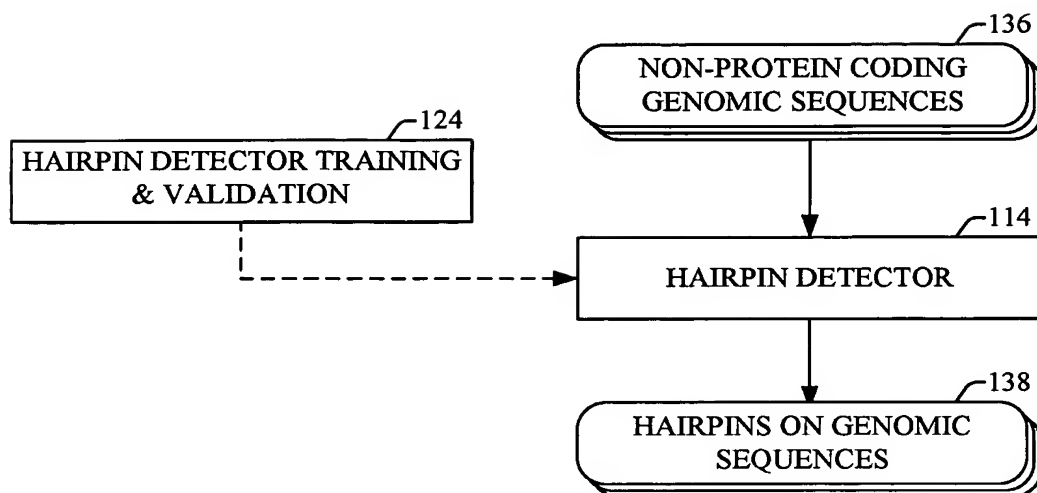 136
NON-PROTEIN CODING
GENOMIC SEQUENCES
124
HAIRPIN DETECTOR TRAINING
& VALIDATION
114
HAIRPIN DETECTOR
138
HAIRPINS ON GENOMIC
SEQUENCES